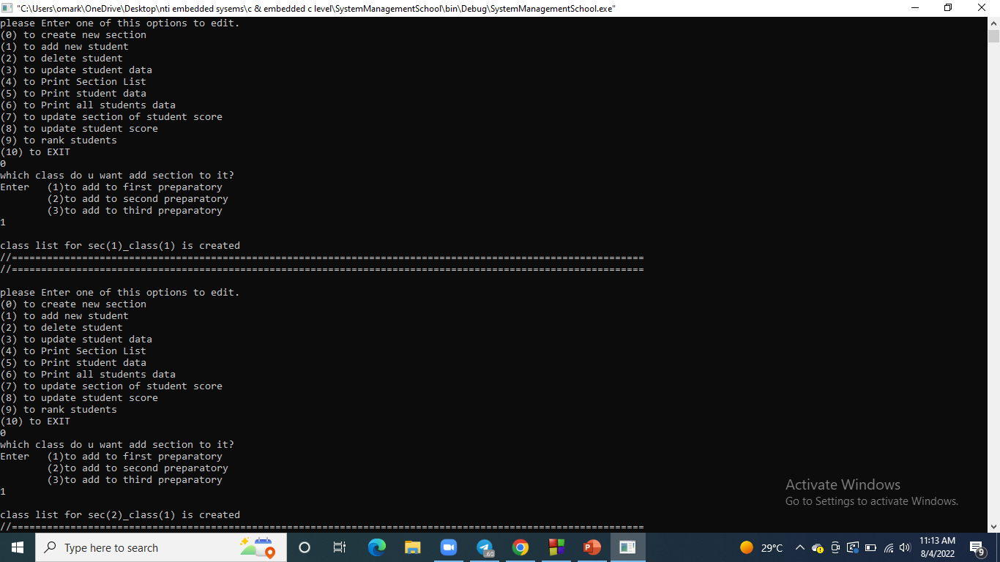 "C:\Users\omark\OneDrive\Desktop\nti embedded sysems\c & embedded c level\SystemManagementSchool\bin\Debug\SystemManagementSchool.exe"
please Enter one of this options to edit.
(0) to create new section
(1) to add new student
(2) to delete student
(3) to update student data
(4) to Print Section List
(5) to Print student data
(6) to Print all students data
(7) to update section of student score
(8) to update student score
(9) to rank students
(10) to EXIT
0
which class do u want add section to it?
Enter   (1)to add to first preparatory
        (2)to add to second preparatory
        (3)to add to third preparatory
1
class list for sec(1)_class(1) is created
//============================================================================================================
//============================================================================================================
please Enter one of this options to edit.
(0) to create new section
(1) to add new student
(2) to delete student
(3) to update student data
(4) to Print Section List
(5) to Print student data
(6) to Print all students data
(7) to update section of student score
(8) to update student score
(9) to rank students
(10) to EXIT
0
which class do u want add section to it?
Enter   (1)to add to first preparatory
        (2)to add to second preparatory
        (3)to add to third preparatory
1
class list for sec(2)_class(1) is created
//============================================================================================================
Activate Windows
Go to Settings to activate Windows.
Type here to search
.60
29°C
11:13 AM
8/4/2022
9